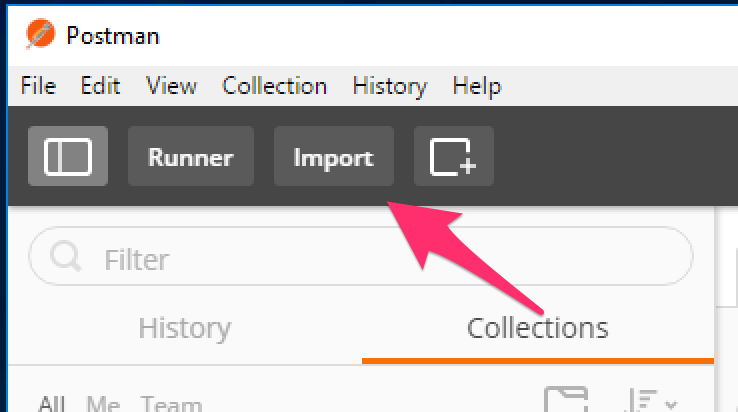 Postman
File Edit View Collection History Help
Runner Import
Filter
History Collections
All Me Team